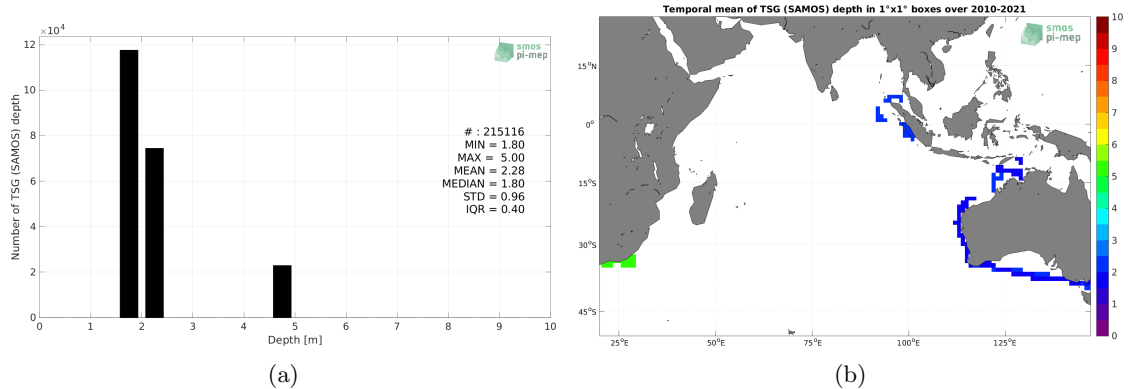 ×10⁴
12
10
8
6
4
2
0
Number of TSG (SAMOS) depth
0 1 2 3 4 5 6 7 8 9 10
Depth [m]
smos
pi-mep
# : 215116
MIN = 1.80
MAX = 5.00
MEAN = 2.28
MEDIAN = 1.80
STD = 0.96
IQR = 0.40
(a)
Temporal mean of TSG (SAMOS) depth in 1°x1° boxes over 2010-2021
smos
pi-mep
15°N
0°
15°S
30°S
45°S
25°E 50°E 75°E 100°E 125°E
10
9
8
7
6
5
4
3
2
1
0
(b)